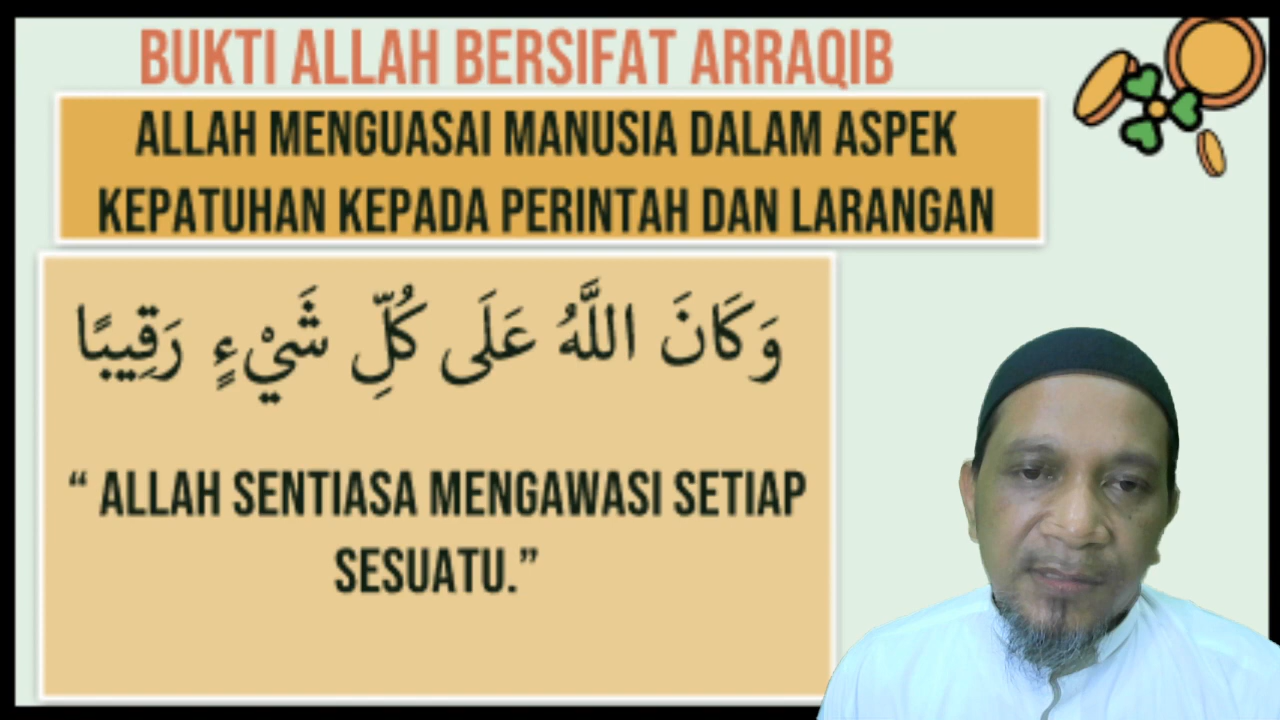 BUKTI ALLAH BERSIFAT ARRAQIB
ALLAH MENGUASAI MANUSIA DALAM ASPEK
KEPATUHAN KEPADA PERINTAH DAN LARANGAN
وَكَانَ اللَّهُ عَلَى كُلِّ شَيْءٍ رَقِيبًا
“ ALLAH SENTIASA MENGAWASI SETIAP
SESUATU.”